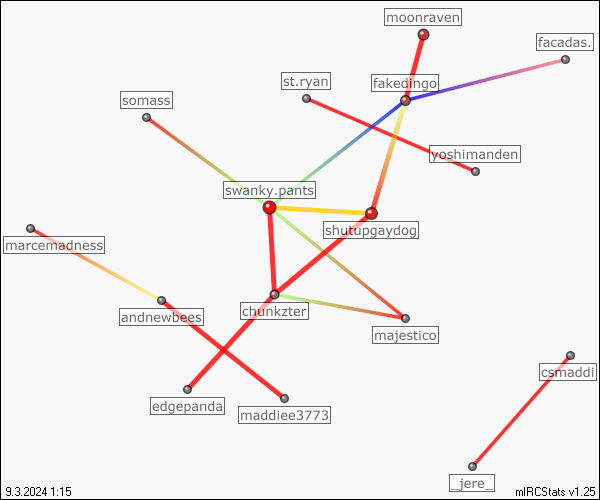 moonraven
facadas.
st.ryan
fakedingo
somass
yoshimanden
swanky.pants
shutupgaydog
marcemadness
chunkzter
andnewbees
majestico
csmaddi
edgepanda
maddiee3773
_jere_
9.3.2024 1:15
mIRCStats v1.25